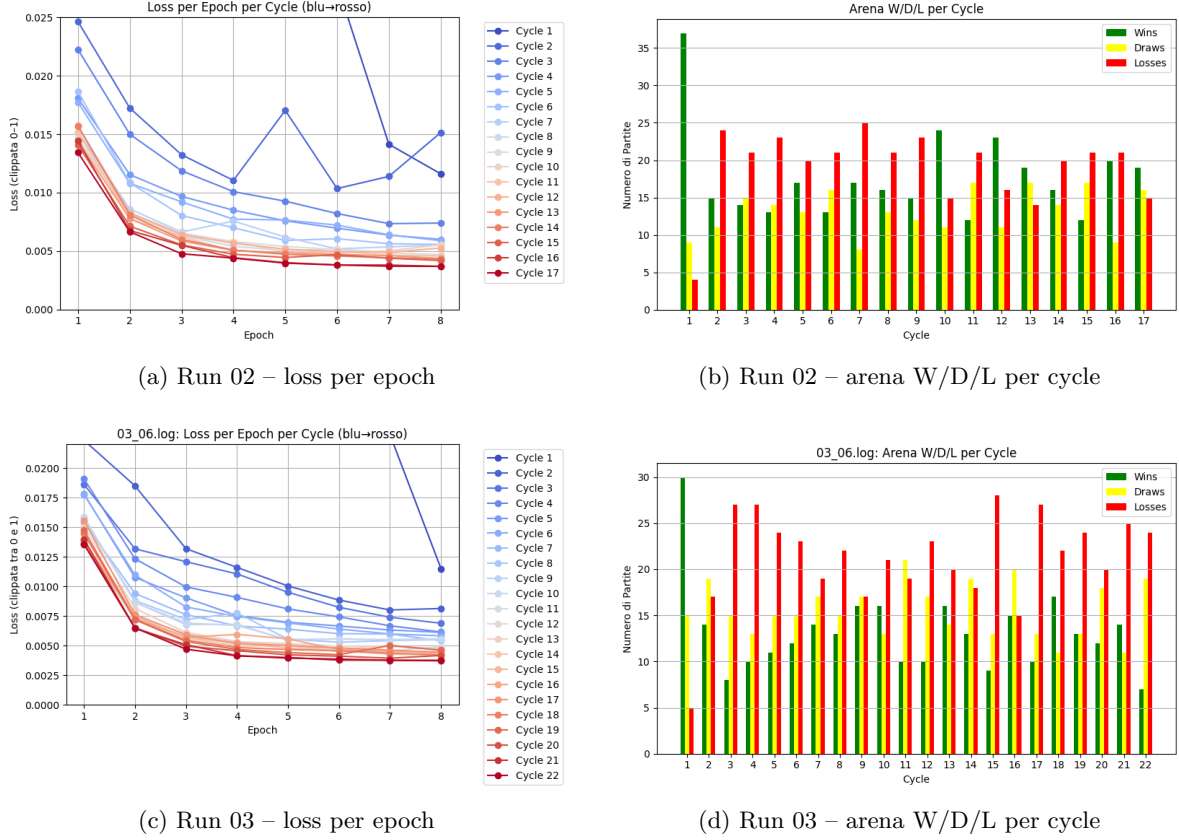 Loss per Epoch per Cycle (blu→rosso)
0.025
0.020
0.015
0.010
0.005
0.000
Loss (clippata 0–1)
1 2 3 4 5 6 7 8
Epoch
Cycle 1
Cycle 2
Cycle 3
Cycle 4
Cycle 5
Cycle 6
Cycle 7
Cycle 8
Cycle 9
Cycle 10
Cycle 11
Cycle 12
Cycle 13
Cycle 14
Cycle 15
Cycle 16
Cycle 17
(a) Run 02 – loss per epoch
Arena W/D/L per Cycle
35
30
25
20
15
10
5
0
Numero di Partite
1 2 3 4 5 6 7 8 9 10 11 12 13 14 15 16 17
Cycle
Wins
Draws
Losses
(b) Run 02 – arena W/D/L per cycle
03_06.log: Loss per Epoch per Cycle (blu→rosso)
0.0200
0.0175
0.0150
0.0125
0.0100
0.0075
0.0050
0.0025
0.0000
Loss (clippata tra 0 e 1)
1 2 3 4 5 6 7 8
Epoch
Cycle 1
Cycle 2
Cycle 3
Cycle 4
Cycle 5
Cycle 6
Cycle 7
Cycle 8
Cycle 9
Cycle 10
Cycle 11
Cycle 12
Cycle 13
Cycle 14
Cycle 15
Cycle 16
Cycle 17
Cycle 18
Cycle 19
Cycle 20
Cycle 21
Cycle 22
(c) Run 03 – loss per epoch
03_06.log: Arena W/D/L per Cycle
30
25
20
15
10
5
0
Numero di Partite
1 2 3 4 5 6 7 8 9 10 11 12 13 14 15 16 17 18 19 20 21 22
Cycle
Wins
Draws
Losses
(d) Run 03 – arena W/D/L per cycle